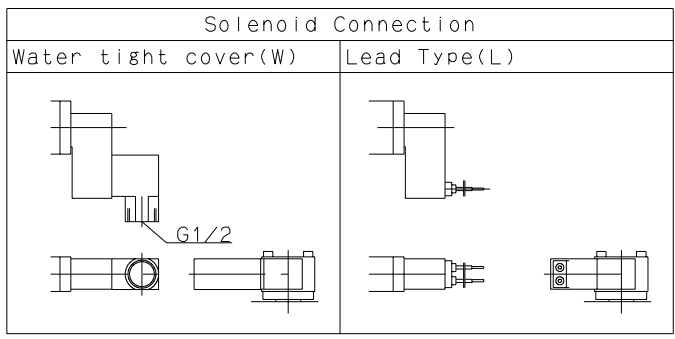 Solenoid Connection
Water tight cover(W)
Lead Type(L)
G1/2